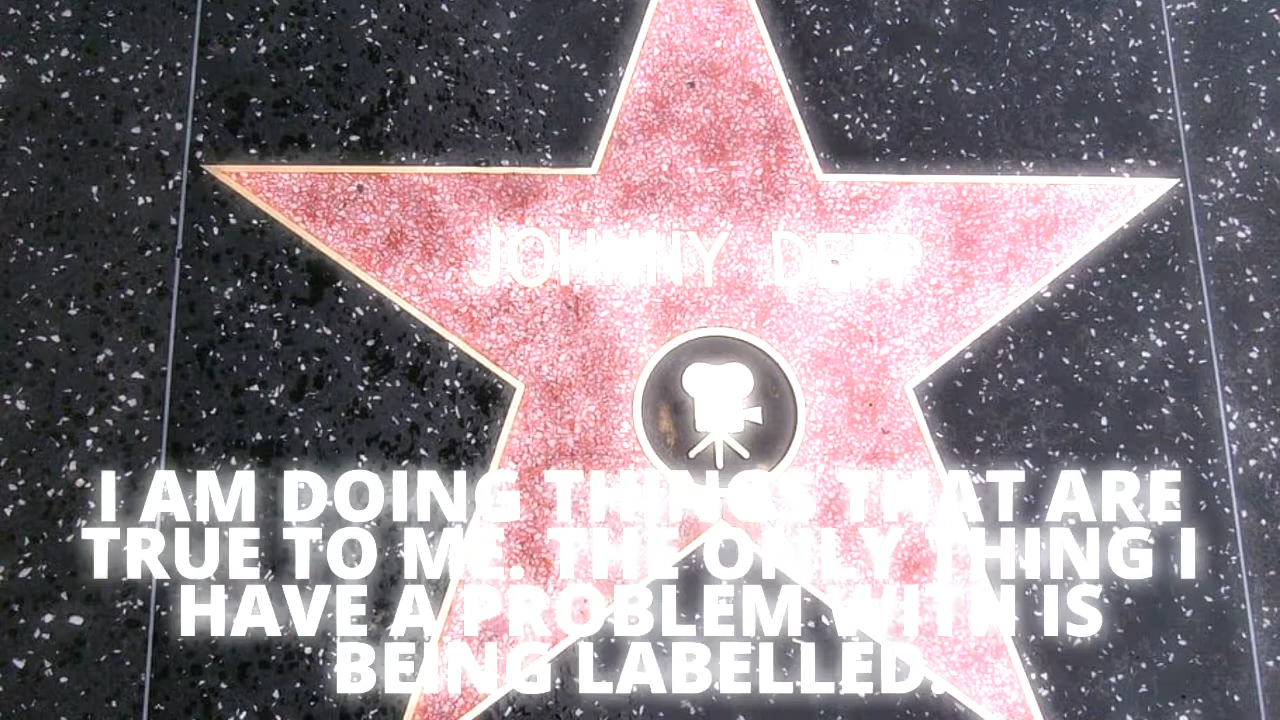 JOHNNY DEPP
I AM DOING THINGS THAT ARE
TRUE TO ME. THE ONLY THING I
HAVE A PROBLEM WITH IS
BEING LABELLED.